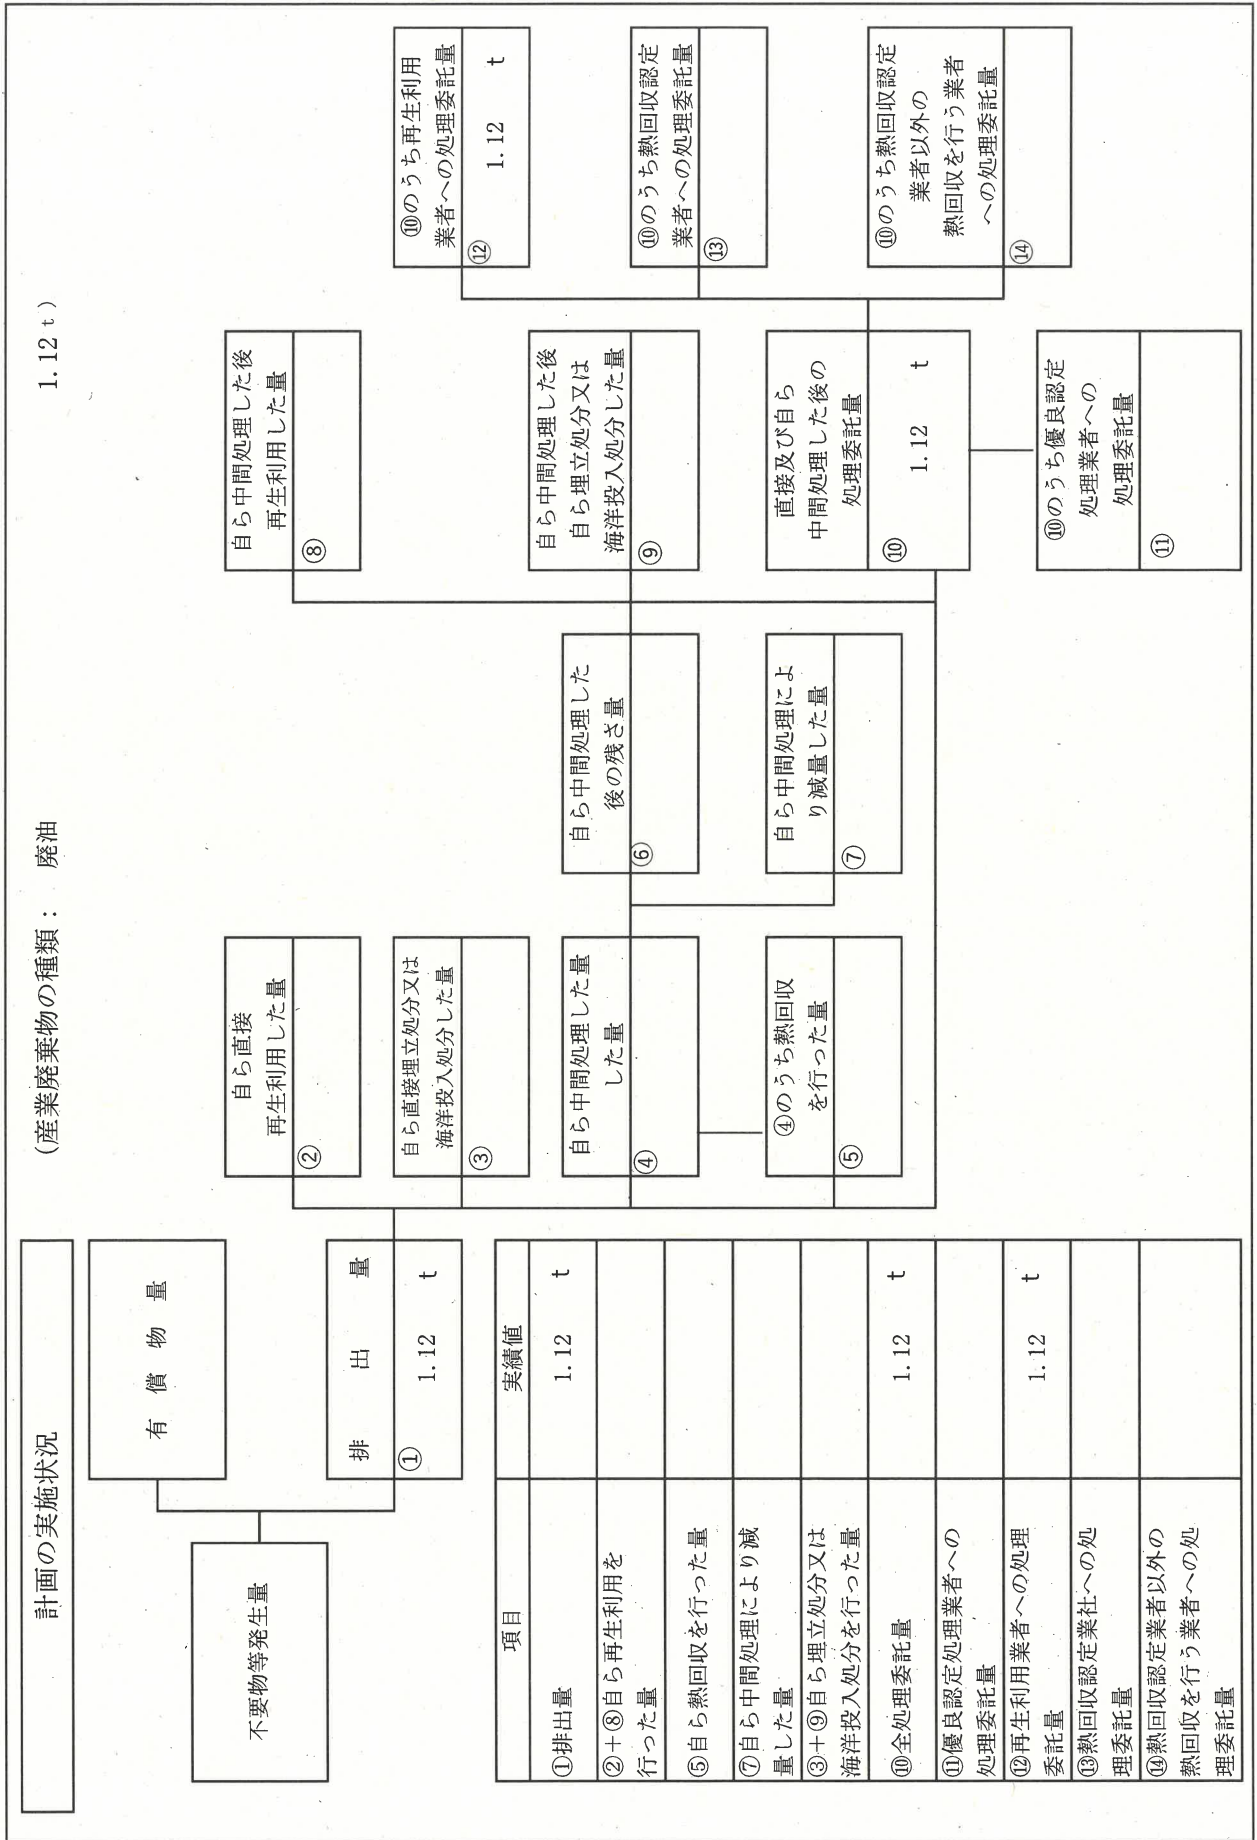 計画の実施状況
(産業廃棄物の種類： 廃油 1.12 t )
不要物等発生量
有 償 物 量
排 出 量
① 1.12 t
自ら直接
再生利用した量
②
自ら直接埋立処分又は
海洋投入処分した量
③
自ら中間処理した量
した量
④
④のうち熱回収
を行った量
⑤
自ら中間処理した
後の残さ量
⑥
自ら中間処理によ
り減量した量
⑦
自ら中間処理した後
再生利用した量
⑧
自ら中間処理した後
自ら埋立処分又は
海洋投入処分した量
⑨
直接及び自ら
中間処理した後の
処理委託量
⑩ 1.12 t
⑩のうち優良認定
処理業者への
処理委託量
⑪
⑩のうち再生利用
業者への処理委託量
⑫ 1.12 t
⑩のうち熱回収認定
業者への処理委託量
⑬
⑩のうち熱回収認定
業者以外の
熱回収を行う業者
への処理委託量
⑭
項目 実績値
①排出量 1.12 t
②＋⑧自ら再生利用を
行った量
⑤自ら熱回収を行った量
⑦自ら中間処理により減
量した量
③＋⑨自ら埋立処分又は
海洋投入処分を行った量
⑩全処理委託量 1.12 t
⑪優良認定処理業者への
処理委託量
⑫再生利用業者への処理
委託量 1.12 t
⑬熱回収認定業社への処
理委託量
⑭熱回収認定業者以外の
熱回収を行う業者への処
理委託量